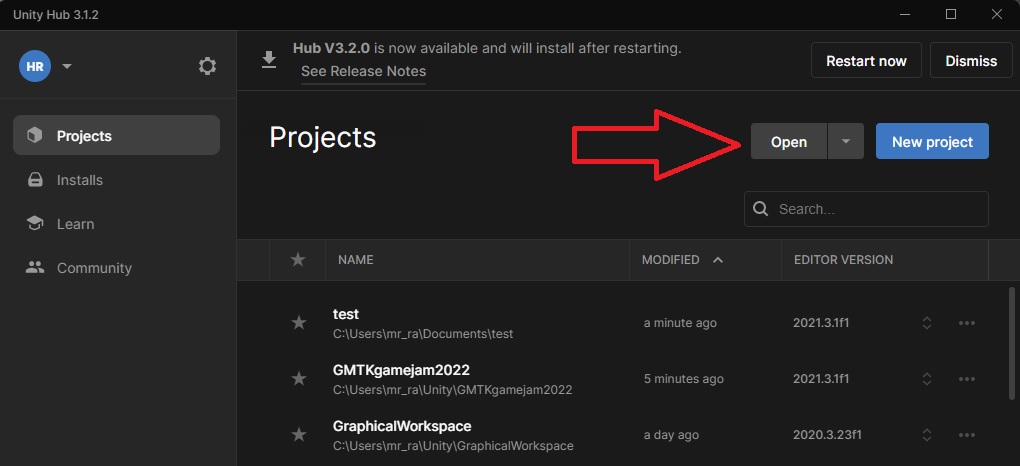 Unity Hub 3.1.2
HR
Hub V3.2.0 is now available and will install after restarting.
See Release Notes
Restart now
Dismiss
Projects
Installs
Learn
Community
Projects
Open
New project
Search...
NAME
MODIFIED
EDITOR VERSION
test
C:\Users\mr_ra\Documents\test
a minute ago
2021.3.1f1
GMTKgamejam2022
C:\Users\mr_ra\Unity\GMTKgamejam2022
5 minutes ago
2021.3.1f1
GraphicalWorkspace
C:\Users\mr_ra\Unity\GraphicalWorkspace
a day ago
2020.3.23f1